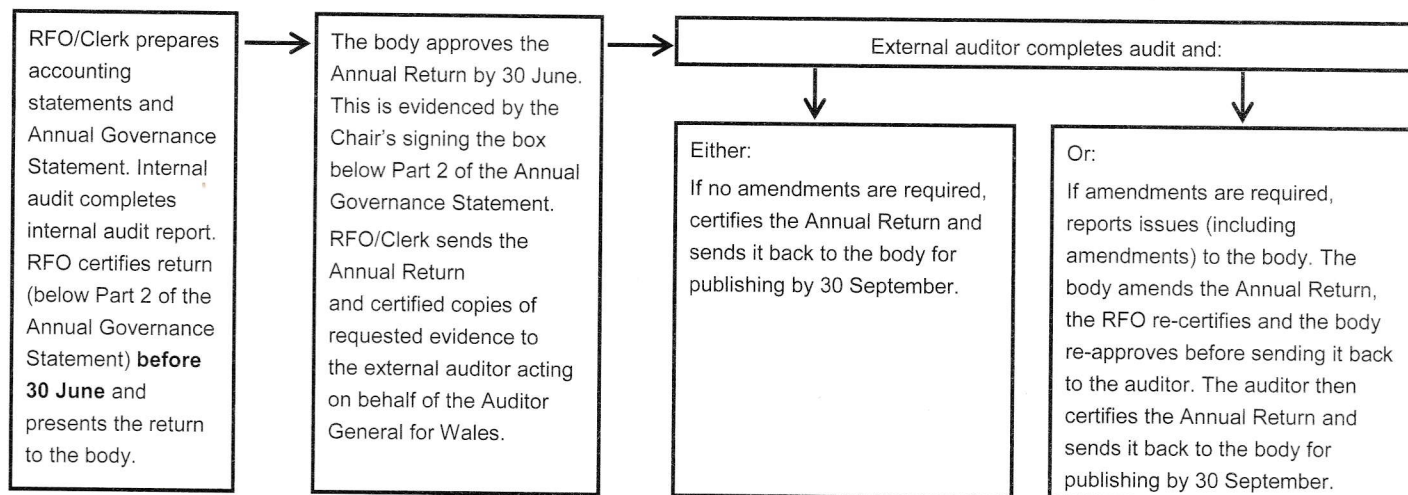 RFO/Clerk prepares
accounting
statements and
Annual Governance
Statement. Internal
audit completes
internal audit report.
RFO certifies return
(below Part 2 of the
Annual Governance
Statement) before
30 June and
presents the return
to the body.
The body approves the
Annual Return by 30 June.
This is evidenced by the
Chair's signing the box
below Part 2 of the Annual
Governance Statement.
RFO/Clerk sends the
Annual Return
and certified copies of
requested evidence to
the external auditor acting
on behalf of the Auditor
General for Wales.
External auditor completes audit and:
Either:
If no amendments are required,
certifies the Annual Return and
sends it back to the body for
publishing by 30 September.
Or:
If amendments are required,
reports issues (including
amendments) to the body. The
body amends the Annual Return,
the RFO re-certifies and the body
re-approves before sending it back
to the auditor. The auditor then
certifies the Annual Return and
sends it back to the body for
publishing by 30 September.